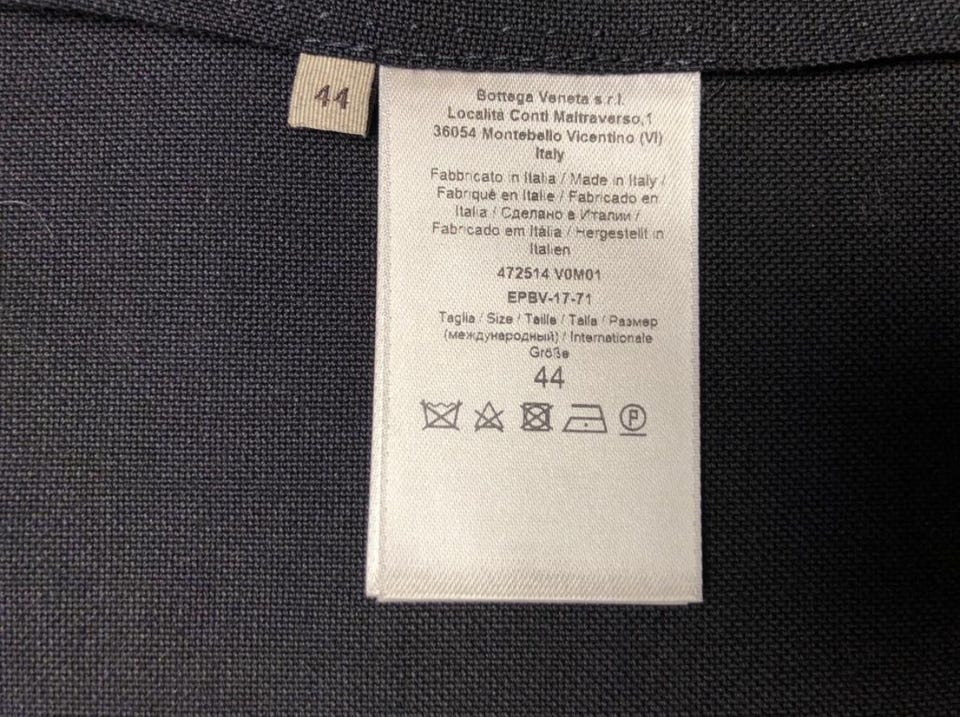 44
Bottega Veneta s.r.l.
Località Conti Maltraverso,1
36054 Montebello Vicentino (VI)
Italy
Fabbricato in Italia / Made in Italy /
Fabriqué en Italie / Fabricado en
Italia / Сделано в Италии /
Fabricado em Itália / Hergestellt in
Italien
472514 V0M01
EPBV-17-71
Taglia / Size / Taille / Talla / Размер
(международный) / Internationale
Größe
44
P